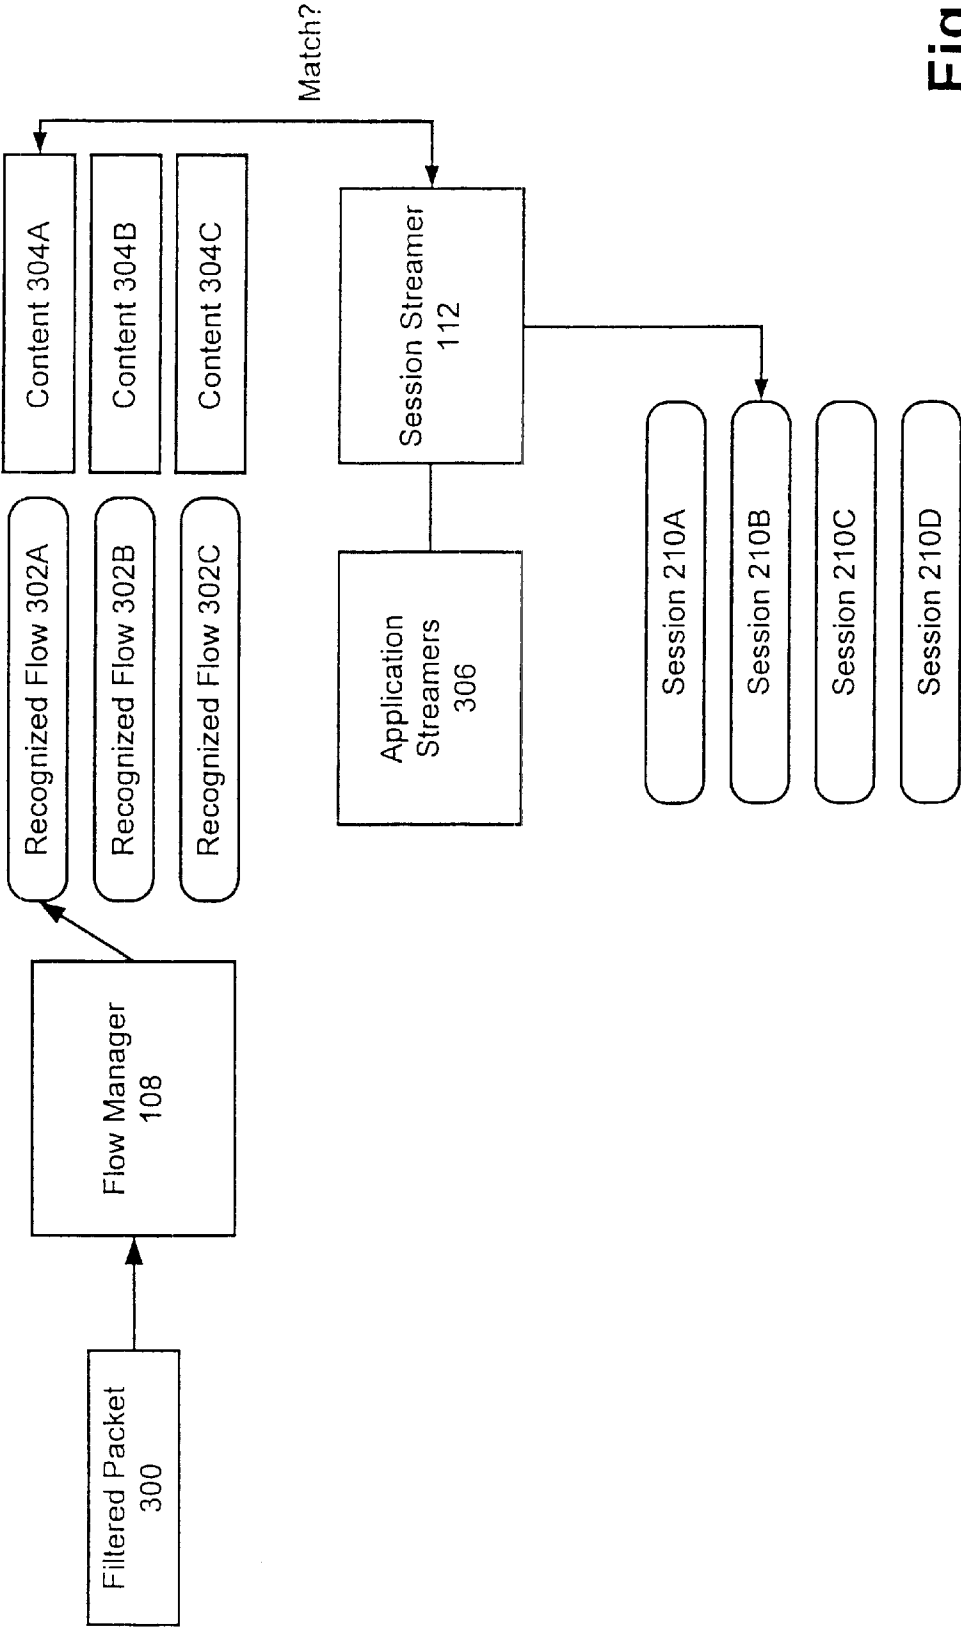 Filtered Packet
300
Flow Manager
108
Recognized Flow 302A
Recognized Flow 302B
Recognized Flow 302C
Content 304A
Content 304B
Content 304C
Match?
Application
Streamers
306
Session Streamer
112
Session 210A
Session 210B
Session 210C
Session 210D
Fig